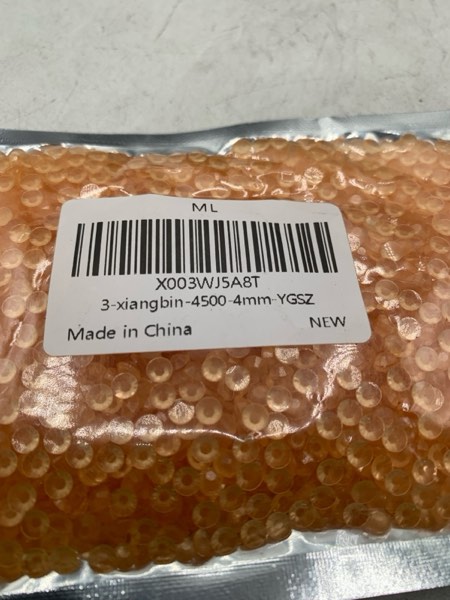 ML
X003WJ5A8T
3-xiangbin-4500-4mm-YGSZ
Made in China
NEW